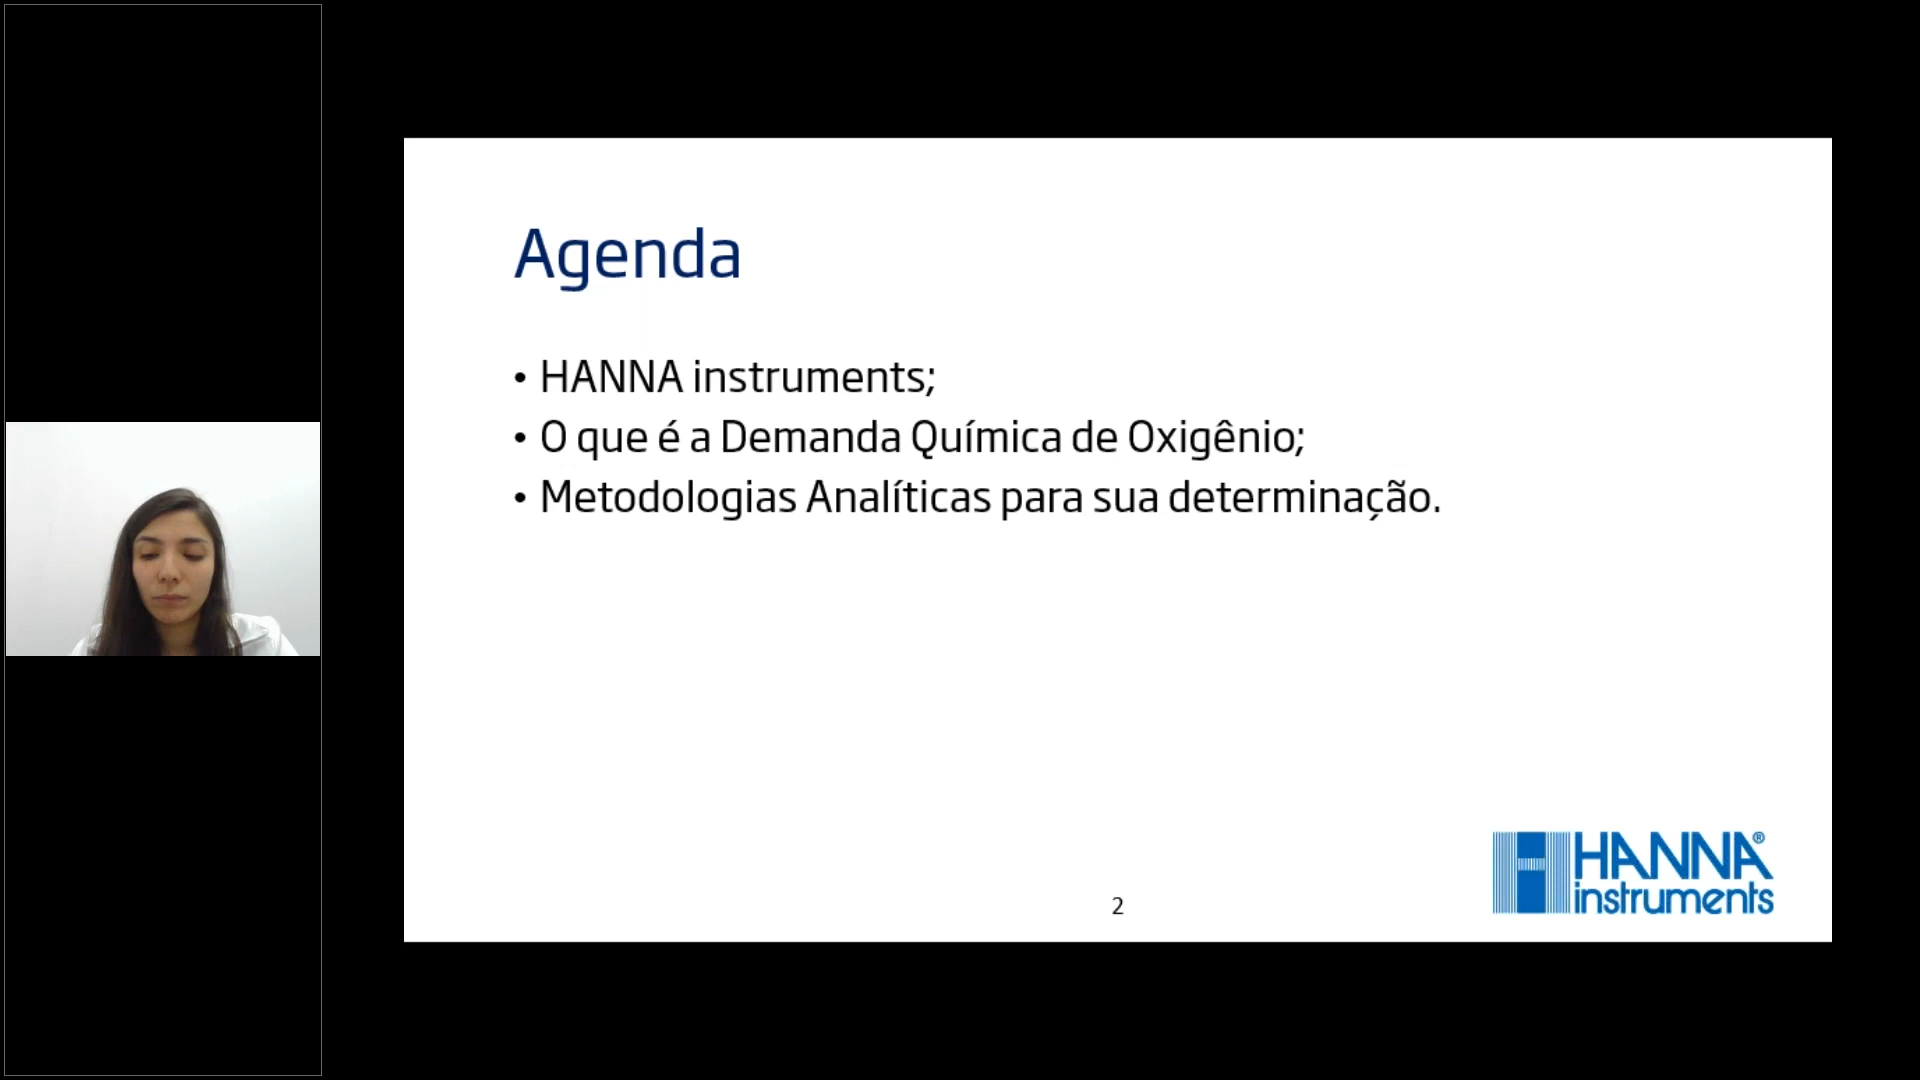 Agenda
• HANNA instruments;
• O que é a Demanda Química de Oxigênio;
• Metodologias Analíticas para sua determinação.
2
HANNA®
instruments